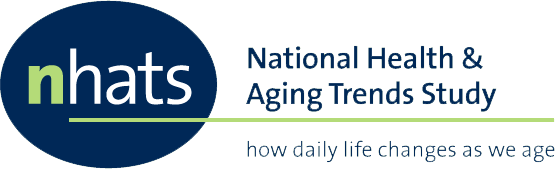 nhats
National Health &
Aging Trends Study
how daily life changes as we age